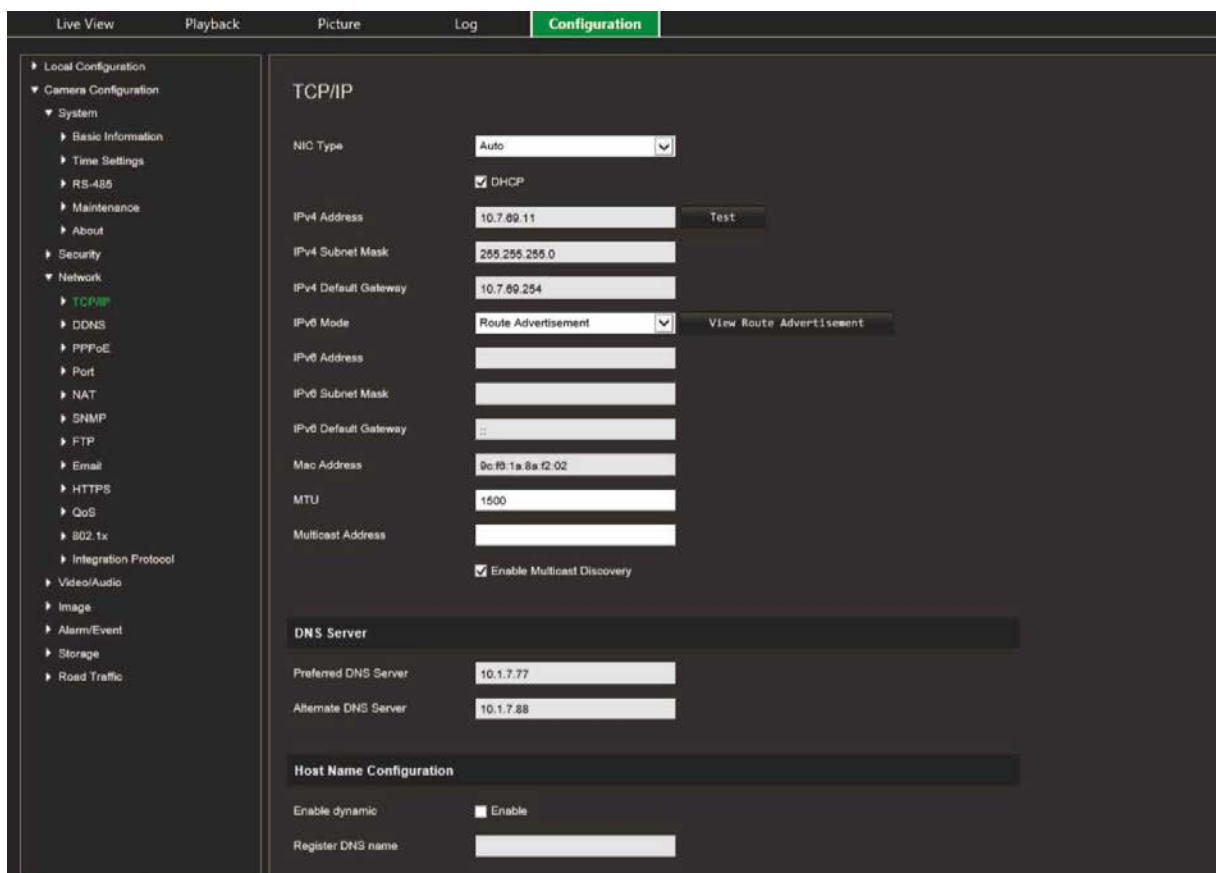 Live View Playback Picture Log Configuration
Local Configuration
Camera Configuration
System
Basic Information
Time Settings
RS-485
Maintenance
About
Security
Network
TCP/IP
DDNS
PPPoE
Port
NAT
SNMP
FTP
Email
HTTPS
QoS
802.1x
Integration Protocol
Video/Audio
Image
Alarm/Event
Storage
Road Traffic
TCP/IP
NIC Type Auto
DHCP
IPv4 Address 10.7.69.11 Test
IPv4 Subnet Mask 255.255.255.0
IPv4 Default Gateway 10.7.69.254
IPv6 Mode Route Advertisement View Route Advertisement
IPv6 Address
IPv6 Subnet Mask
IPv6 Default Gateway ::
Mac Address 9c:f6:1a:8a:f2:02
MTU 1500
Multicast Address
Enable Multicast Discovery
DNS Server
Preferred DNS Server 10.1.7.77
Alternate DNS Server 10.1.7.88
Host Name Configuration
Enable dynamic Enable
Register DNS name